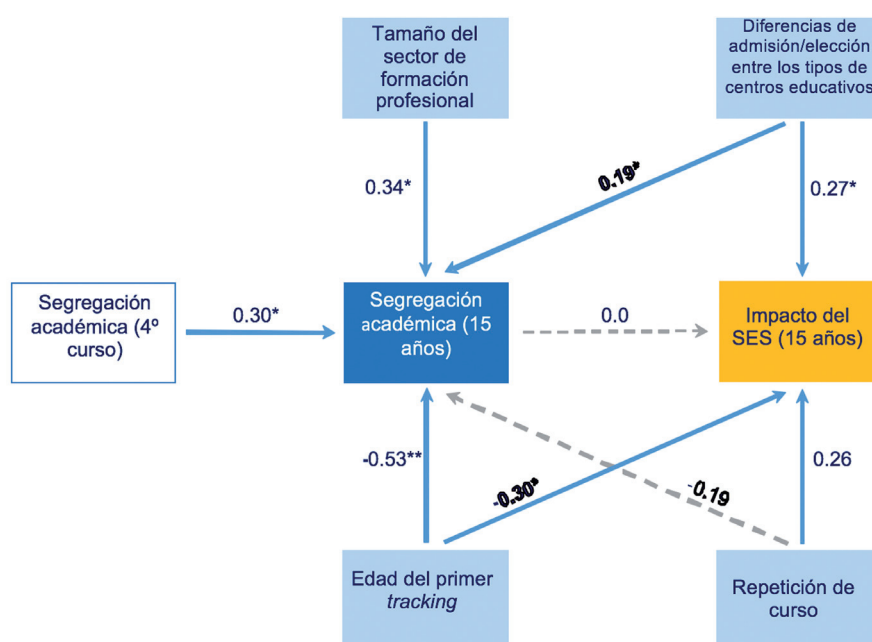 Tamaño del
sector de
formación
profesional
Diferencias de
admisión/elección
entre los tipos de
centros educativos
0.34*
0.19*
0.27*
Segregación
académica (4º
curso)
0.30*
Segregación
académica (15
años)
0.0
Impacto del
SES (15 años)
-0.53**
-0.30*
-0.19
0.26
Edad del primer
tracking
Repetición de
curso